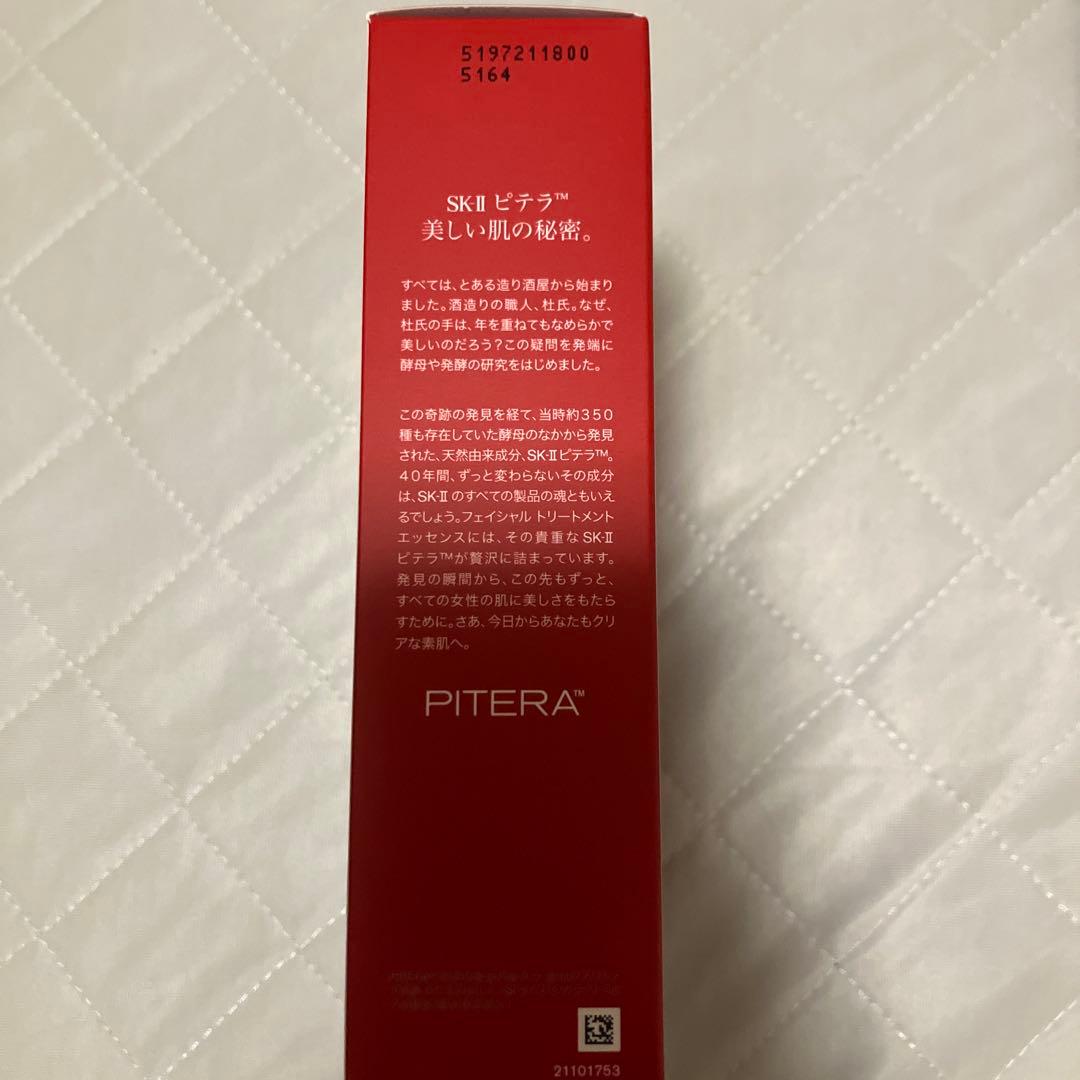 5197211800
5164
SK-II ピテラ™
美しい肌の秘密。
すべては、とある造り酒屋から始まり
ました。酒造りの職人、杜氏。なぜ、
杜氏の手は、年を重ねてもなめらかで
美しいのだろう?この疑問を発端に
酵母や発酵の研究をはじめました。
この奇跡の発見を経て、当時約350
種も存在していた酵母のなかから発見
された、天然由来成分、SK-IIピテラ™。
40年間、ずっと変わらないその成分
は、SK-II のすべての製品の魂ともいえ
るでしょう。フェイシャル トリートメント
エッセンスには、その貴重な SK-II
ピテラ™が贅沢に詰まっています。
発見の瞬間から、この先もずっと、
すべての女性の肌に美しさをもたら
すために。さあ、今日からあなたもクリ
アな素肌へ。
PITERA™
21101753